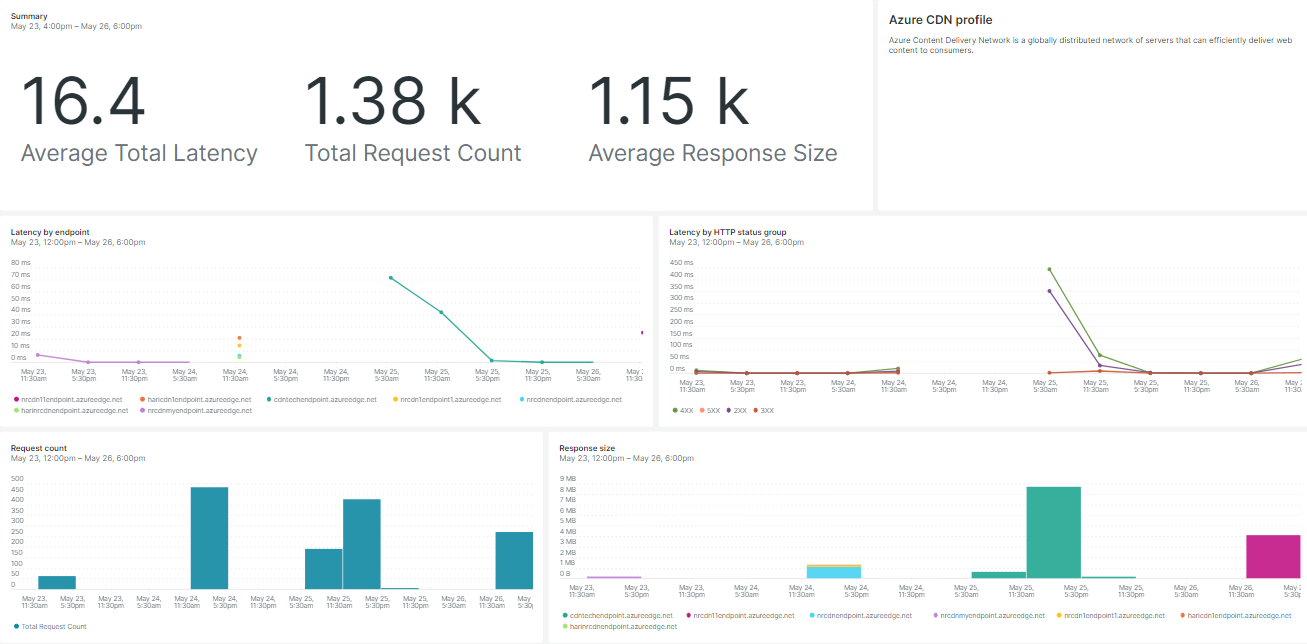 Summary
May 23, 4:00pm – May 26, 6:00pm
16.4
1.38 k
1.15 k
Average Total Latency
Total Request Count
Average Response Size
Azure CDN profile
Azure Content Delivery Network is a globally distributed network of servers that can efficiently deliver web
content to consumers.
Latency by endpoint
May 23, 12:00pm – May 26, 6:00pm
80 ms
70 ms
60 ms
50 ms
40 ms
30 ms
20 ms
10 ms
0 ms
May 23, 11:30am
May 23, 5:30pm
May 23, 11:30pm
May 24, 5:30am
May 24, 11:30am
May 24, 5:30pm
May 24, 11:30pm
May 25, 5:30am
May 25, 11:30am
May 25, 5:30pm
May 25, 11:30pm
May 26, 5:30am
May 2
11:30
nrcdn11endpoint.azureedge.net
haricdn1endpoint.azureedge.net
cdntechendpoint.azureedge.net
nrcdn1endpoint1.azureedge.net
nrcdnendpoint.azureedge.net
harinrcdnendpoint.azureedge.net
nrcdnmyendpoint.azureedge.net
Latency by HTTP status group
May 23, 12:00pm – May 26, 6:00pm
450 ms
400 ms
350 ms
300 ms
250 ms
200 ms
150 ms
100 ms
50 ms
0 ms
May 23, 11:30am
May 23, 5:30pm
May 23, 11:30pm
May 24, 5:30am
May 24, 11:30am
May 24, 5:30pm
May 24, 11:30pm
May 25, 5:30am
May 25, 11:30am
May 25, 5:30pm
May 25, 11:30pm
May 26, 5:30am
May 2
11:30
4XX
5XX
2XX
3XX
Request count
May 23, 12:00pm – May 26, 6:00pm
500
450
400
350
300
250
200
150
100
50
0
May 23, 11:30am
May 23, 5:30pm
May 23, 11:30pm
May 24, 5:30am
May 24, 11:30am
May 24, 5:30pm
May 24, 11:30pm
May 25, 5:30am
May 25, 11:30am
May 25, 5:30pm
May 25, 11:30pm
May 26, 5:30am
May 26, 11:30am
May
5:30
Total Request Count
Response size
May 23, 12:00pm – May 26, 6:00pm
9 MB
8 MB
7 MB
6 MB
5 MB
4 MB
3 MB
2 MB
1 MB
0 B
May 23, 11:30am
May 23, 5:30pm
May 23, 11:30pm
May 24, 5:30am
May 24, 11:30am
May 24, 5:30pm
May 24, 11:30pm
May 25, 5:30am
May 25, 11:30am
May 25, 5:30pm
May 25, 11:30pm
May 26, 5:30am
May 26, 11:30am
May 2
5:30p
cdntechendpoint.azureedge.net
nrcdn11endpoint.azureedge.net
nrcdnendpoint.azureedge.net
nrcdnmyendpoint.azureedge.net
nrcdn1endpoint1.azureedge.net
haricdn1endpoint.azureedge.net
harinrcdnendpoint.azureedge.net